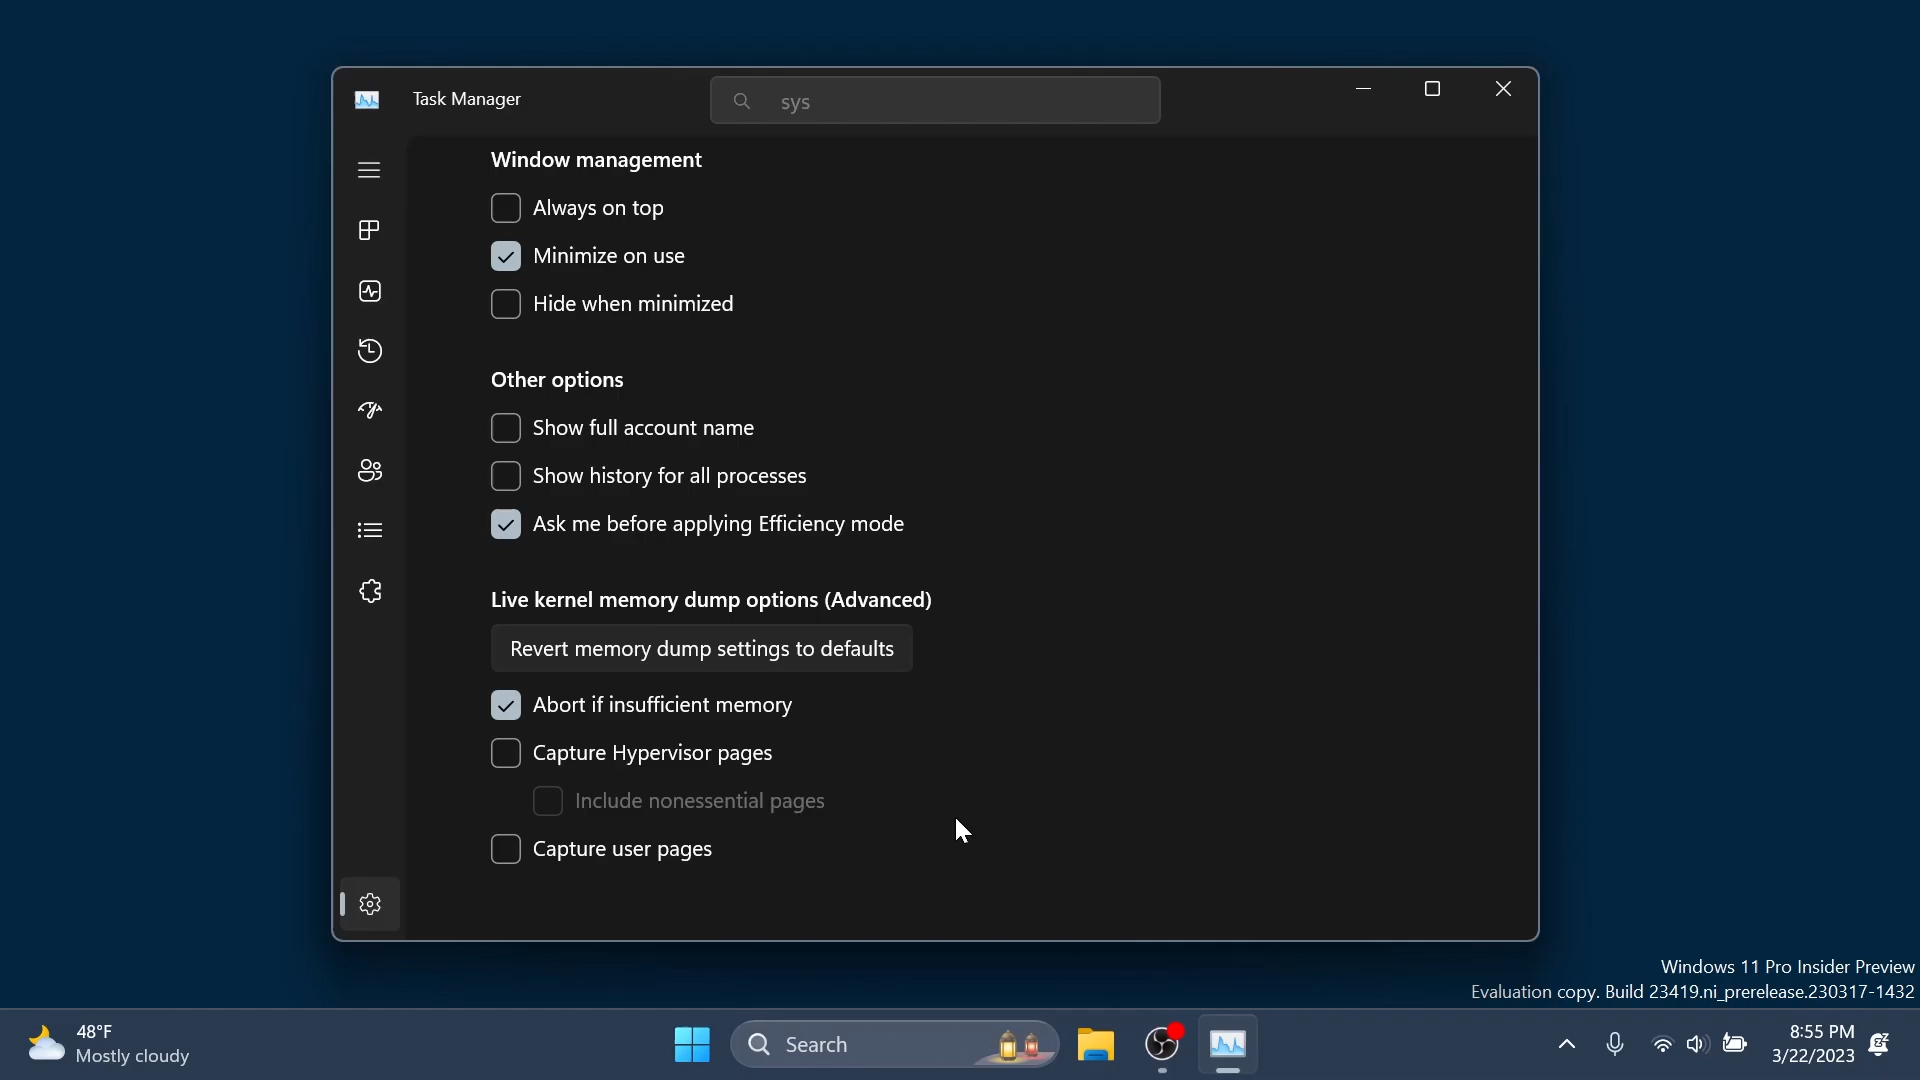 Task Manager
sys
Window management
Always on top
Minimize on use
Hide when minimized
Other options
Show full account name
Show history for all processes
Ask me before applying Efficiency mode
Live kernel memory dump options (Advanced)
Revert memory dump settings to defaults
Abort if insufficient memory
Capture Hypervisor pages
Include nonessential pages
Capture user pages
Windows 11 Pro Insider Preview
Evaluation copy. Build 23419.ni_prerelease.230317-1432
48°F
Mostly cloudy
Search
8:55 PM
3/22/2023